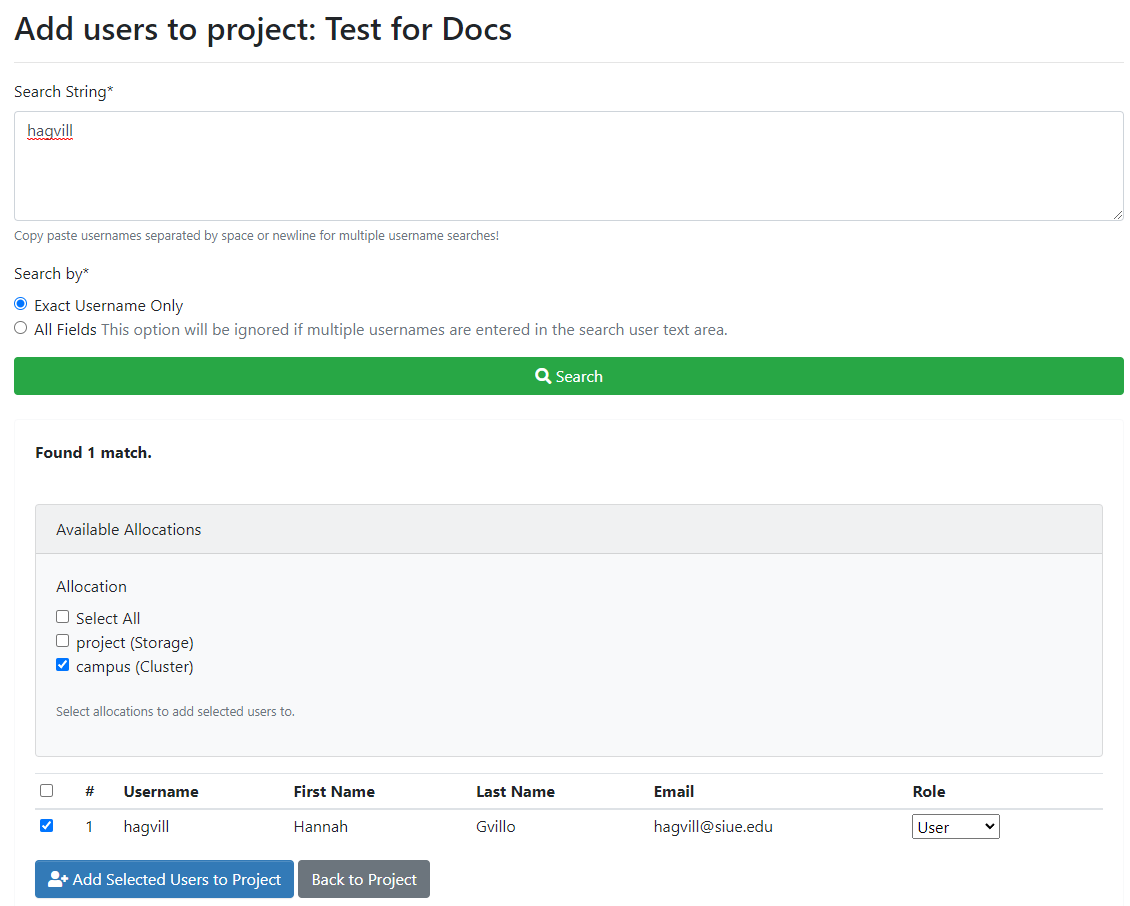 Add users to project: Test for Docs
Search String*
hagvill
Copy paste usernames separated by space or newline for multiple username searches!
Search by*
Exact Username Only
All Fields This option will be ignored if multiple usernames are entered in the search user text area.
Search
Found 1 match.
Available Allocations
Allocation
Select All
project (Storage)
campus (Cluster)
Select allocations to add selected users to.
# Username First Name Last Name Email Role
1 hagvill Hannah Gvillo hagvill@siue.edu User
Add Selected Users to Project Back to Project